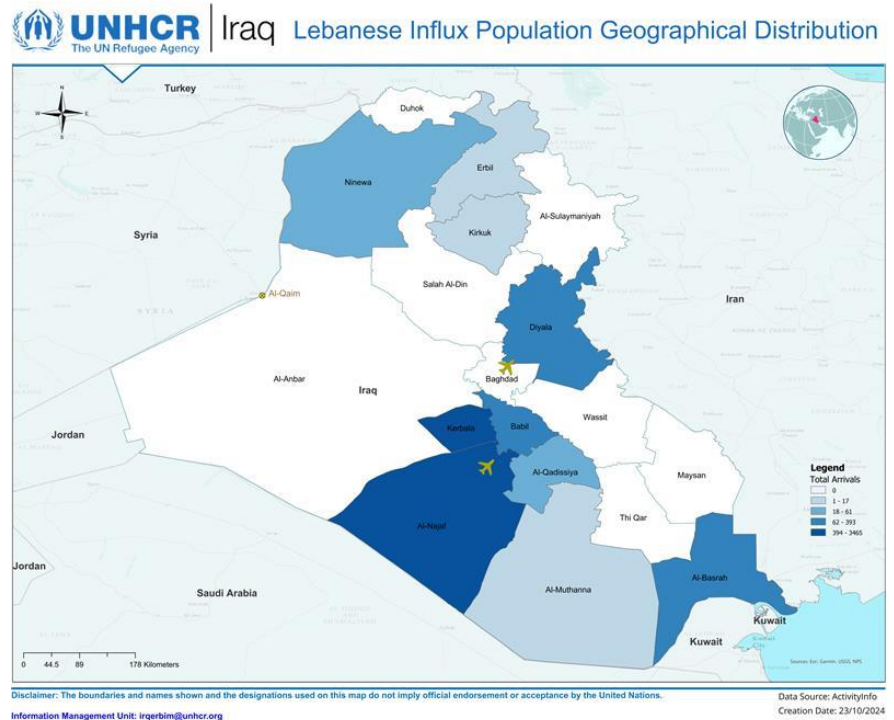 UNHCR
The UN Refugee Agency
Iraq
Lebanese Influx Population Geographical Distribution
Turkey
N
W E
S
Duhok
Erbil
Ninewa
Al-Sulaymaniyah
Kirkuk
Syria
Salah Al-Din
Al-Qaim
Iran
Diyala
Al-Anbar
Baghdad
Iraq
Wassit
Jordan
Kerbala
Babil
Al-Qadissiya
Maysan
Thi Qar
Al-Najaf
Legend
Total Arrivals
0
1 - 17
18 - 61
62 - 393
394 - 3465
Jordan
Saudi Arabia
Al-Muthanna
Al-Basrah
Kuwait
Kuwait
0 44.5 89 178 Kilometers
Sources: Esri, Garmin, USGS, NPS
Disclaimer: The boundaries and names shown and the designations used on this map do not imply official endorsement or acceptance by the United Nations.
Data Source: ActivityInfo
Information Management Unit: irqerbim@unhcr.org
Creation Date: 23/10/2024